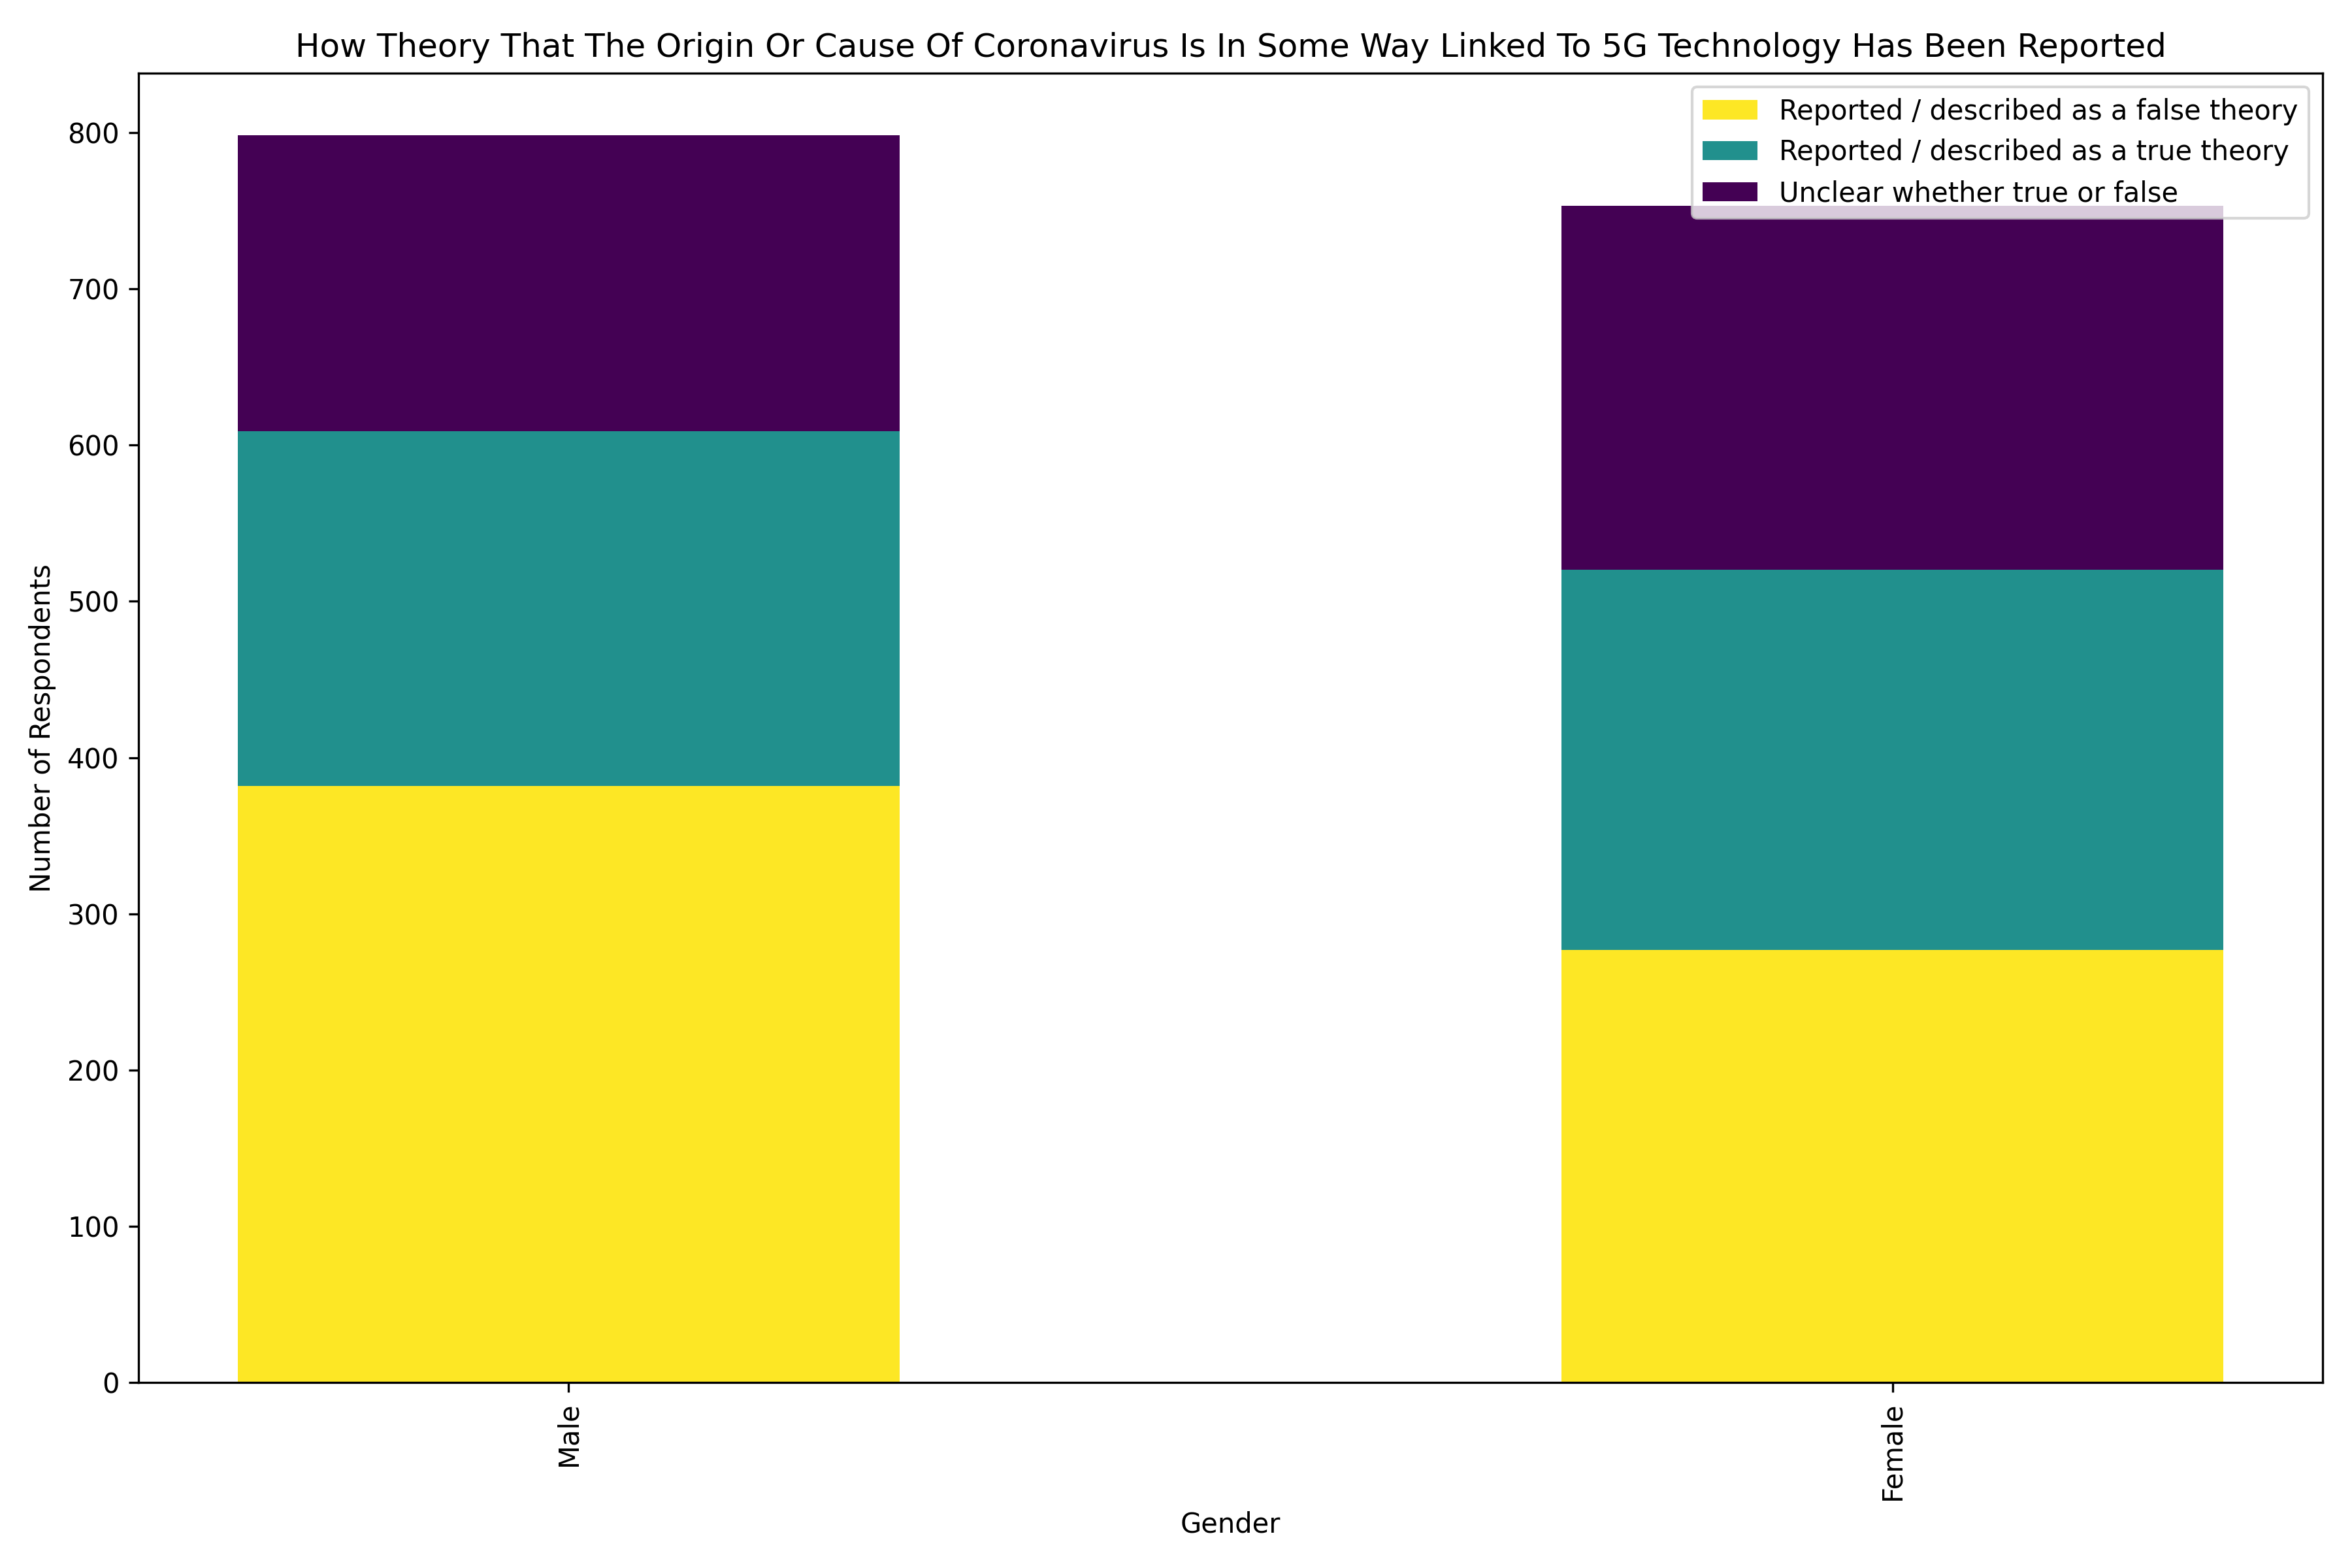 How Theory That The Origin Or Cause Of Coronavirus Is In Some Way Linked To 5G Technology Has Been Reported
Reported / described as a false theory
Reported / described as a true theory
Unclear whether true or false
Number of Respondents
800
700
600
500
400
300
200
100
0
Male
Female
Gender